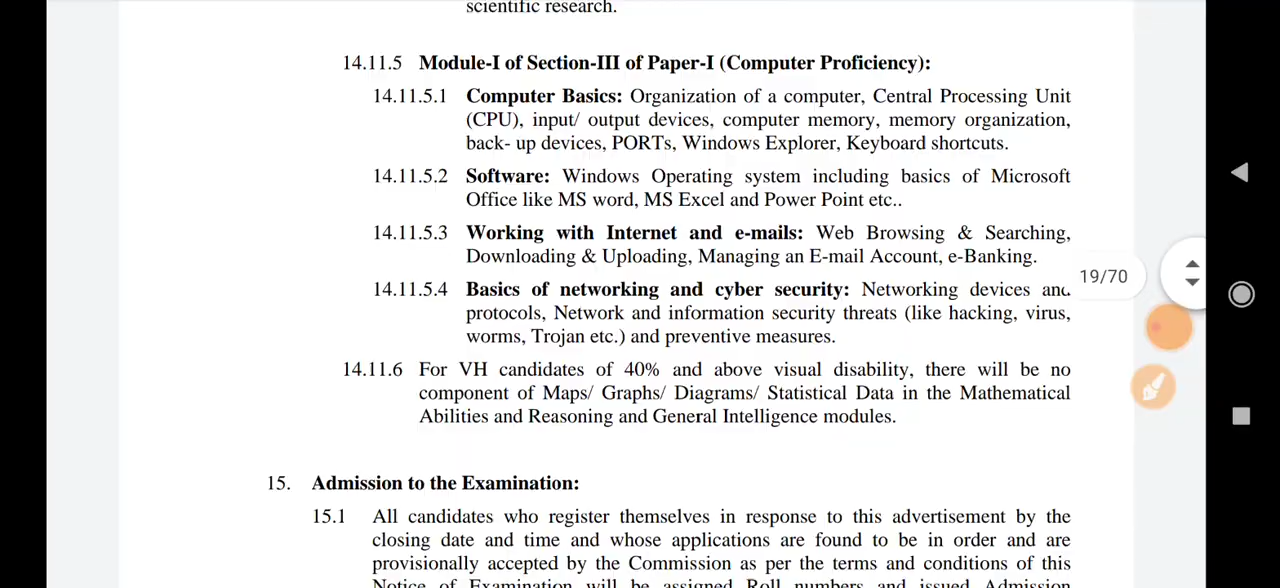 scientific research.
14.11.5 Module-I of Section-III of Paper-I (Computer Proficiency):
14.11.5.1 Computer Basics: Organization of a computer, Central Processing Unit
(CPU), input/ output devices, computer memory, memory organization,
back- up devices, PORTs, Windows Explorer, Keyboard shortcuts.
14.11.5.2 Software: Windows Operating system including basics of Microsoft
Office like MS word, MS Excel and Power Point etc..
14.11.5.3 Working with Internet and e-mails: Web Browsing & Searching,
Downloading & Uploading, Managing an E-mail Account, e-Banking.
19/70
14.11.5.4 Basics of networking and cyber security: Networking devices and
protocols, Network and information security threats (like hacking, virus,
worms, Trojan etc.) and preventive measures.
14.11.6 For VH candidates of 40% and above visual disability, there will be no
component of Maps/ Graphs/ Diagrams/ Statistical Data in the Mathematical
Abilities and Reasoning and General Intelligence modules.
15. Admission to the Examination:
15.1 All candidates who register themselves in response to this advertisement by the
closing date and time and whose applications are found to be in order and are
provisionally accepted by the Commission as per the terms and conditions of this
Notice of Examination will be assigned Roll numbers and issued Admission